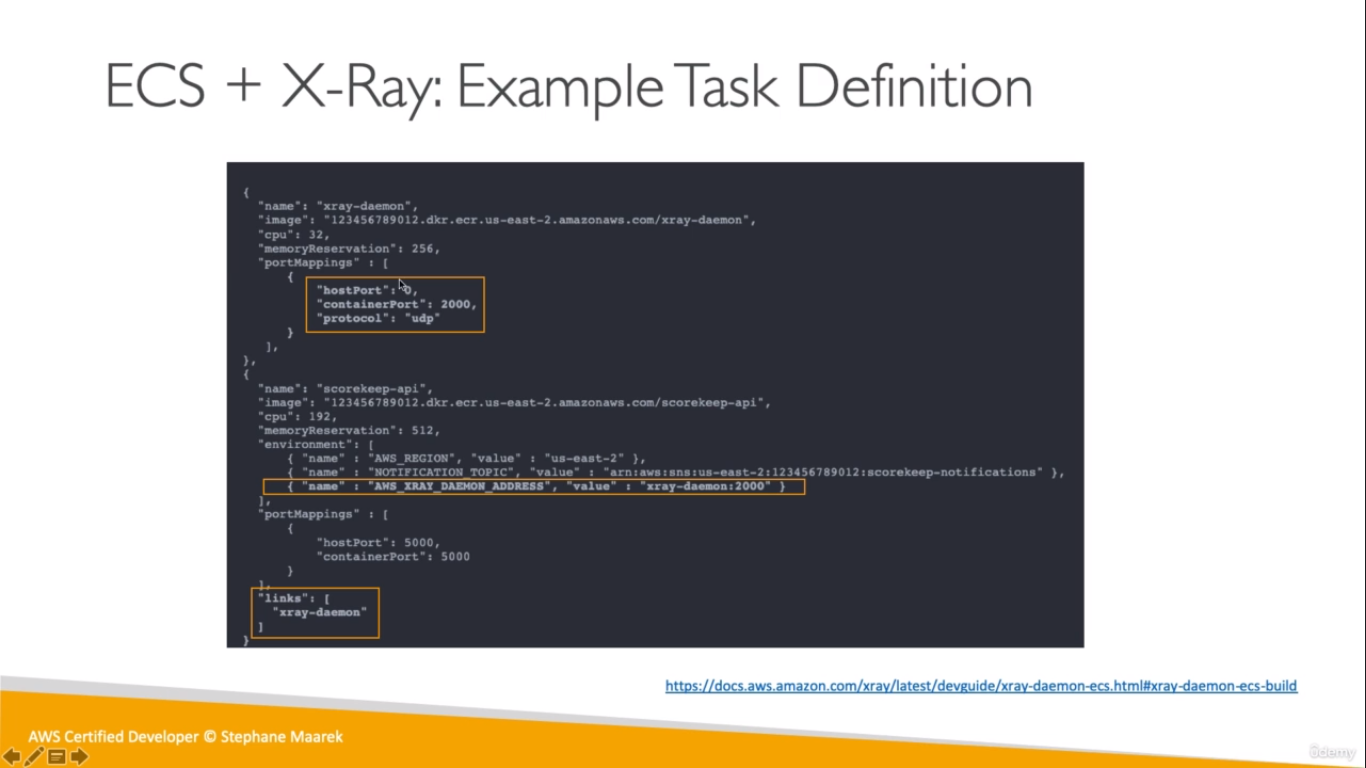 ECS + X-Ray: Example Task Definition
{
"name": "xray-daemon",
"image": "123456789012.dkr.ecr.us-east-2.amazonaws.com/xray-daemon",
"cpu": 32,
"memoryReservation": 256,
"portMappings" : [
{
"hostPort": 0,
"containerPort": 2000,
"protocol": "udp"
}
],
},
{
"name": "scorekeep-api",
"image": "123456789012.dkr.ecr.us-east-2.amazonaws.com/scorekeep-api",
"cpu": 192,
"memoryReservation": 512,
"environment": [
{ "name" : "AWS_REGION", "value" : "us-east-2" },
{ "name" : "NOTIFICATION_TOPIC", "value" : "arn:aws:sns:us-east-2:123456789012:scorekeep-notifications" },
{ "name" : "AWS_XRAY_DAEMON_ADDRESS", "value" : "xray-daemon:2000" }
],
"portMappings" : [
{
"hostPort": 5000,
"containerPort": 5000
}
],
"links": [
"xray-daemon"
]
}
https://docs.aws.amazon.com/xray/latest/devguide/xray-daemon-ecs.html#xray-daemon-ecs-build
AWS Certified Developer © Stephane Maarek
ûdemy